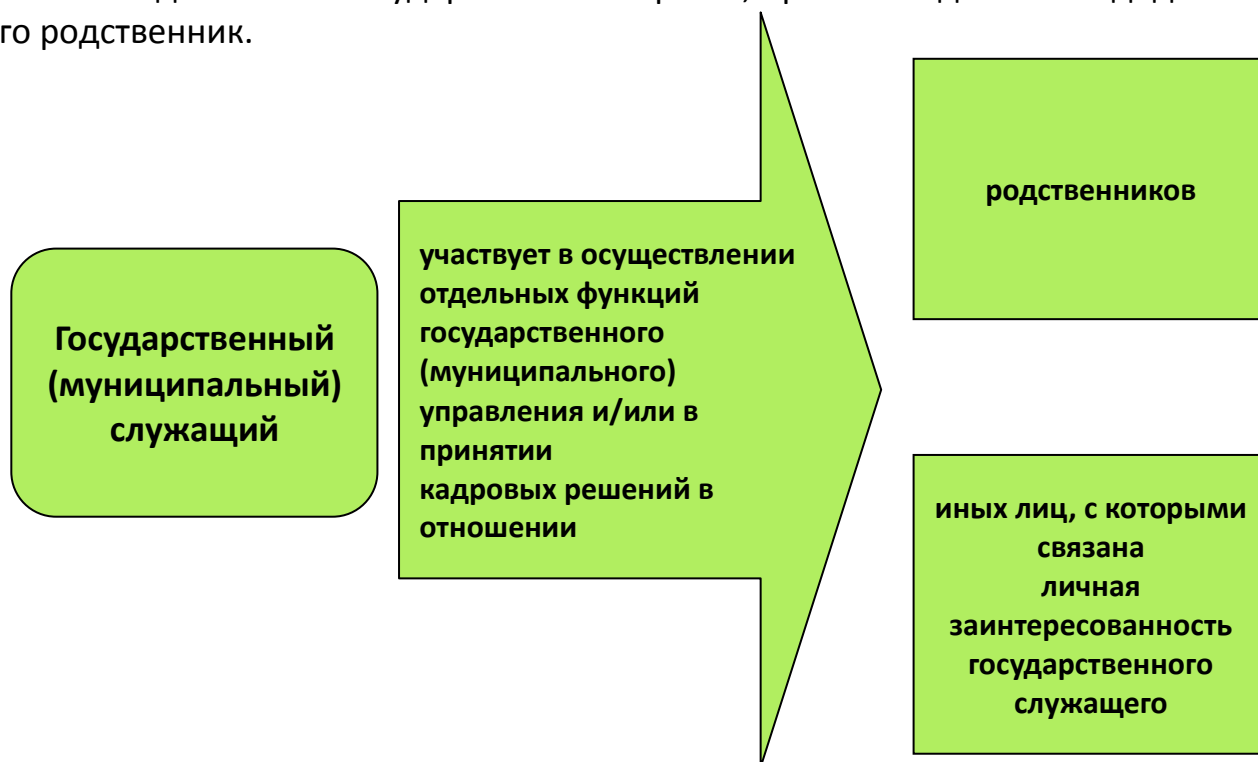 го родственник.
Государственный
(муниципальный)
служащий
участвует в осуществлении
отдельных функций
государственного
(муниципального)
управления и/или в
принятии
кадровых решений в
отношении
родственников
иных лиц, с которыми
связана
личная
заинтересованность
государственного
служащего